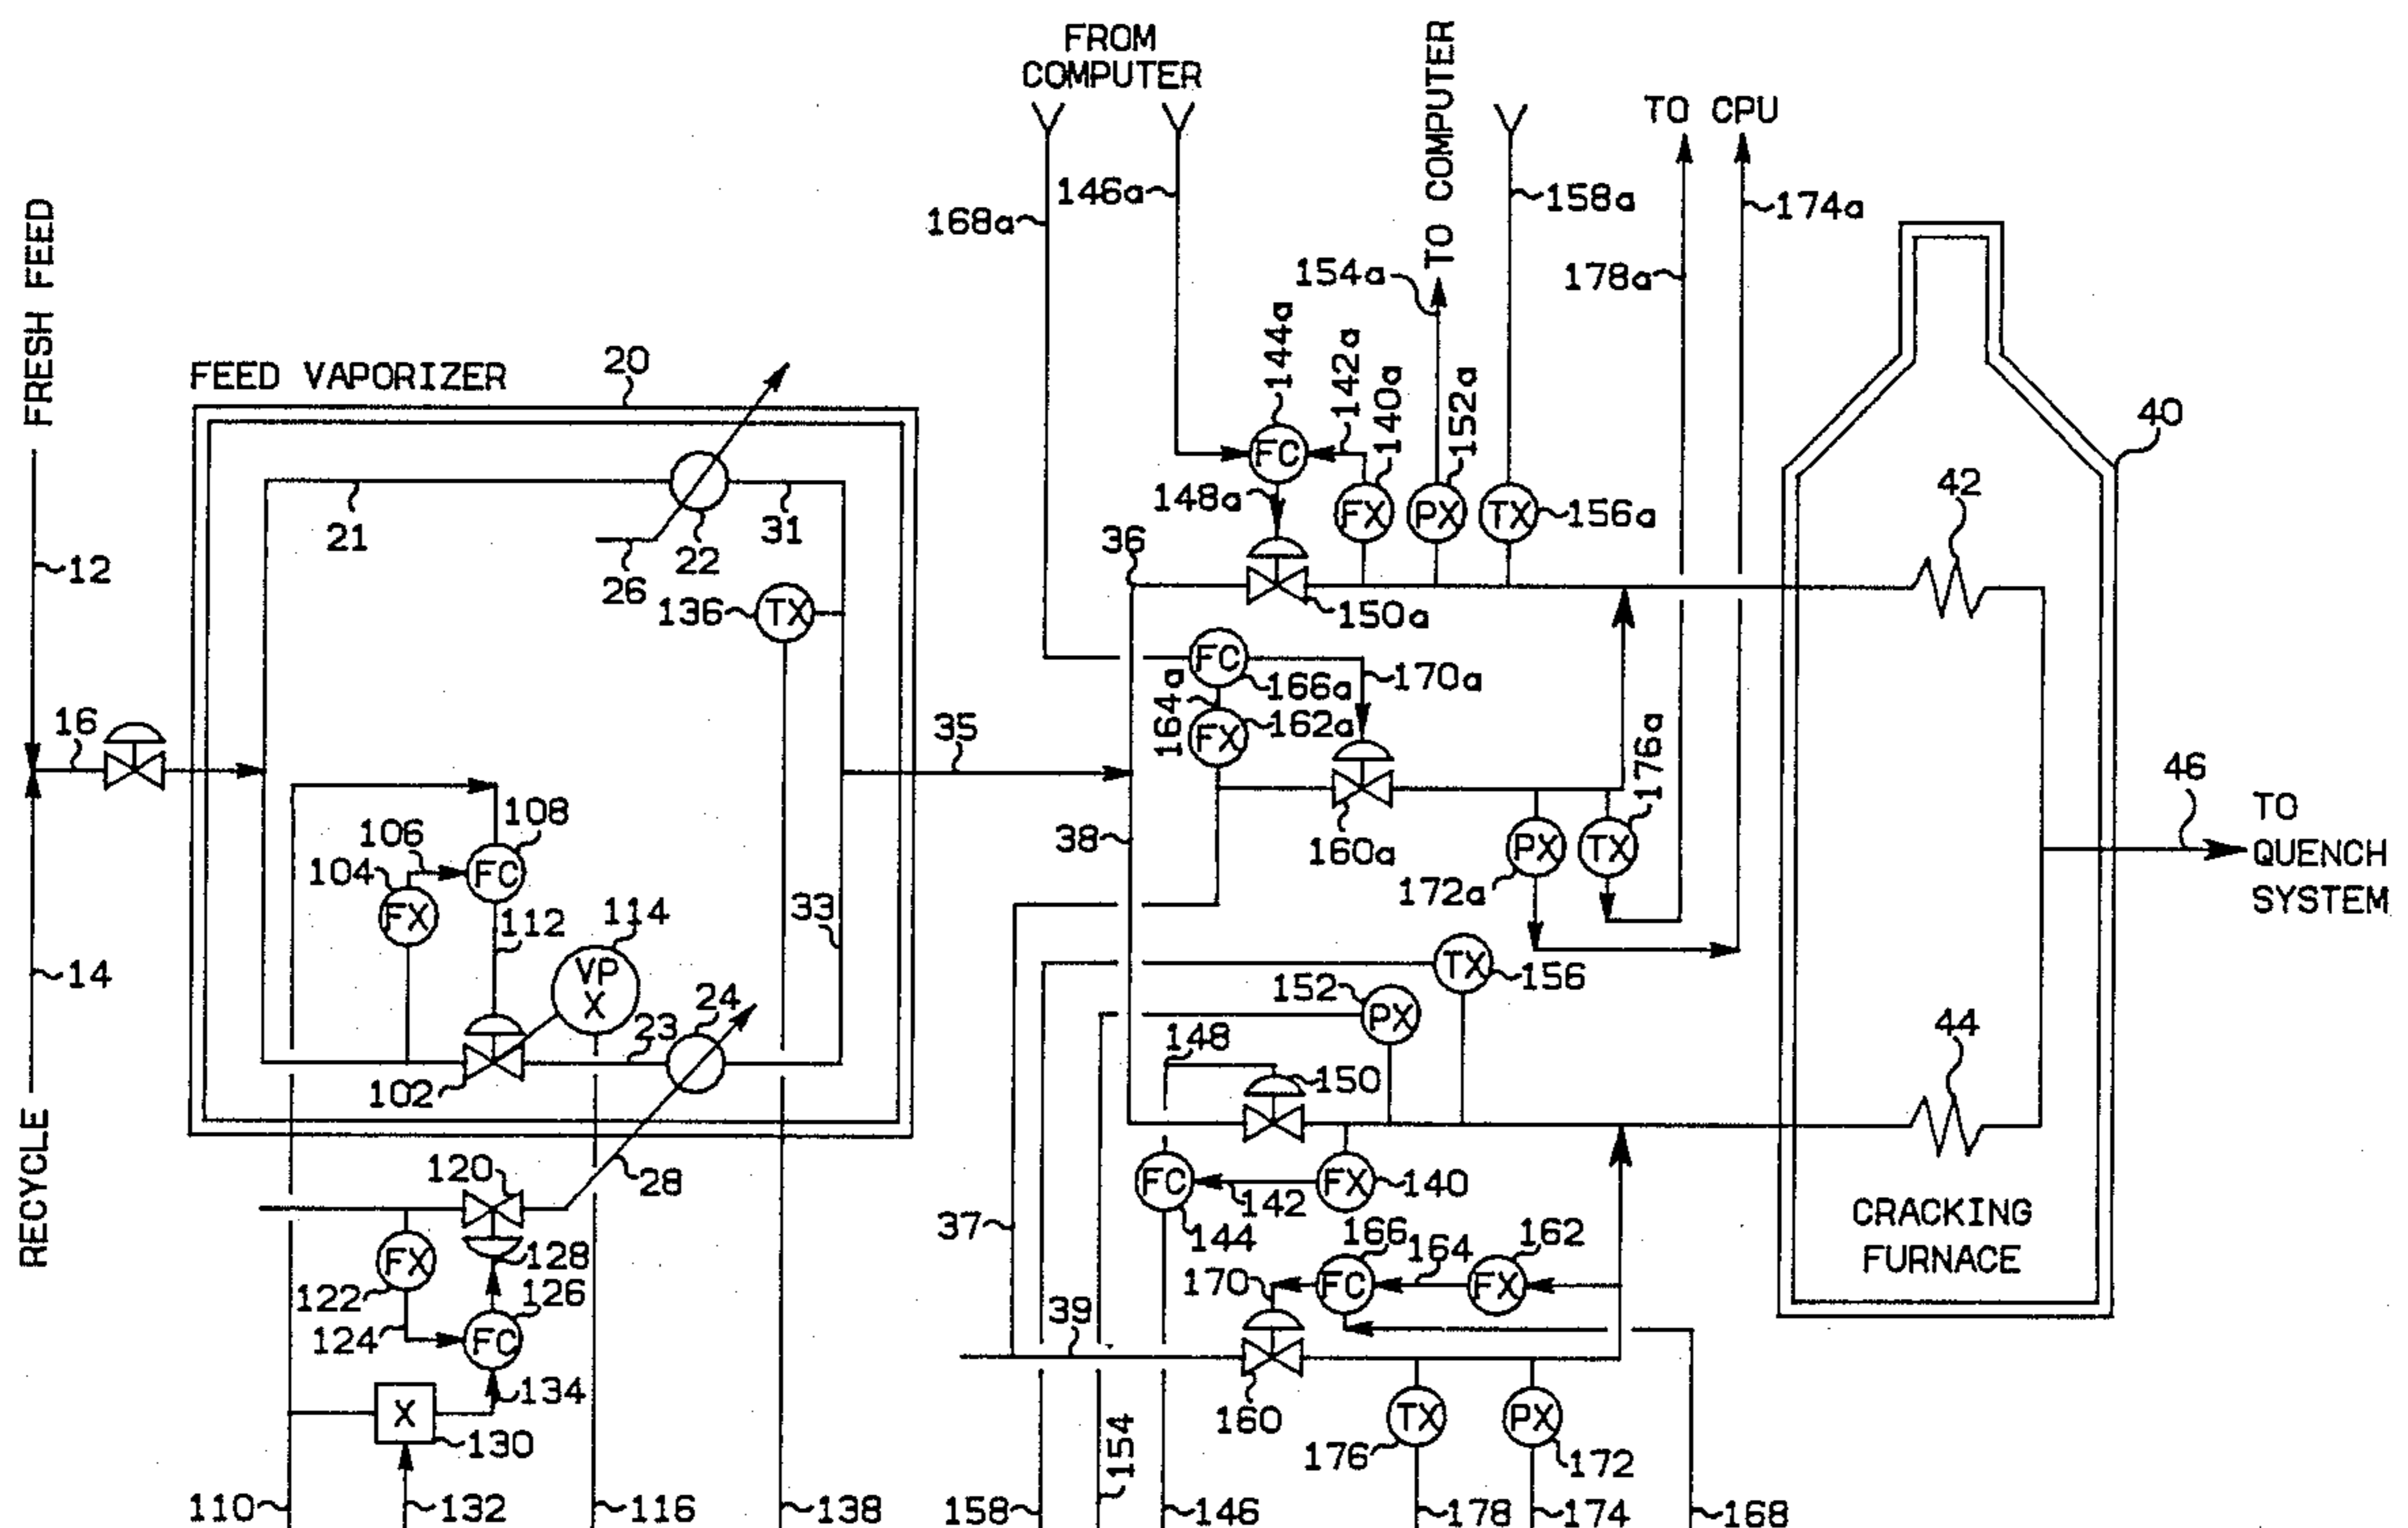 FROM
COMPUTER
TO COMPUTER
TO CPU
168a
146a
158a
174a
154a
178a
144a
142a
140a
152a
FRESH FEED
FEED VAPORIZER
20
40
FC
148a
FX
PX
TX
156a
42
21
31
22
26
36
12
136
TX
150a
FC
166a
170a
164a
FX
162a
176a
16
35
46
TO
QUENCH
SYSTEM
108
106
104
FC
FX
38
160a
PX
TX
172a
112
114
33
VP
X
14
TX
156
152
PX
24
23
148
44
102
150
RECYCLE
120
28
FC
142
FX
140
144
CRACKING
FURNACE
37
FX
128
122
126
166
164
162
170
FC
FX
39
124
FC
134
X
130
160
TX
PX
176
172
154
110
132
116
138
158
146
178
174
168